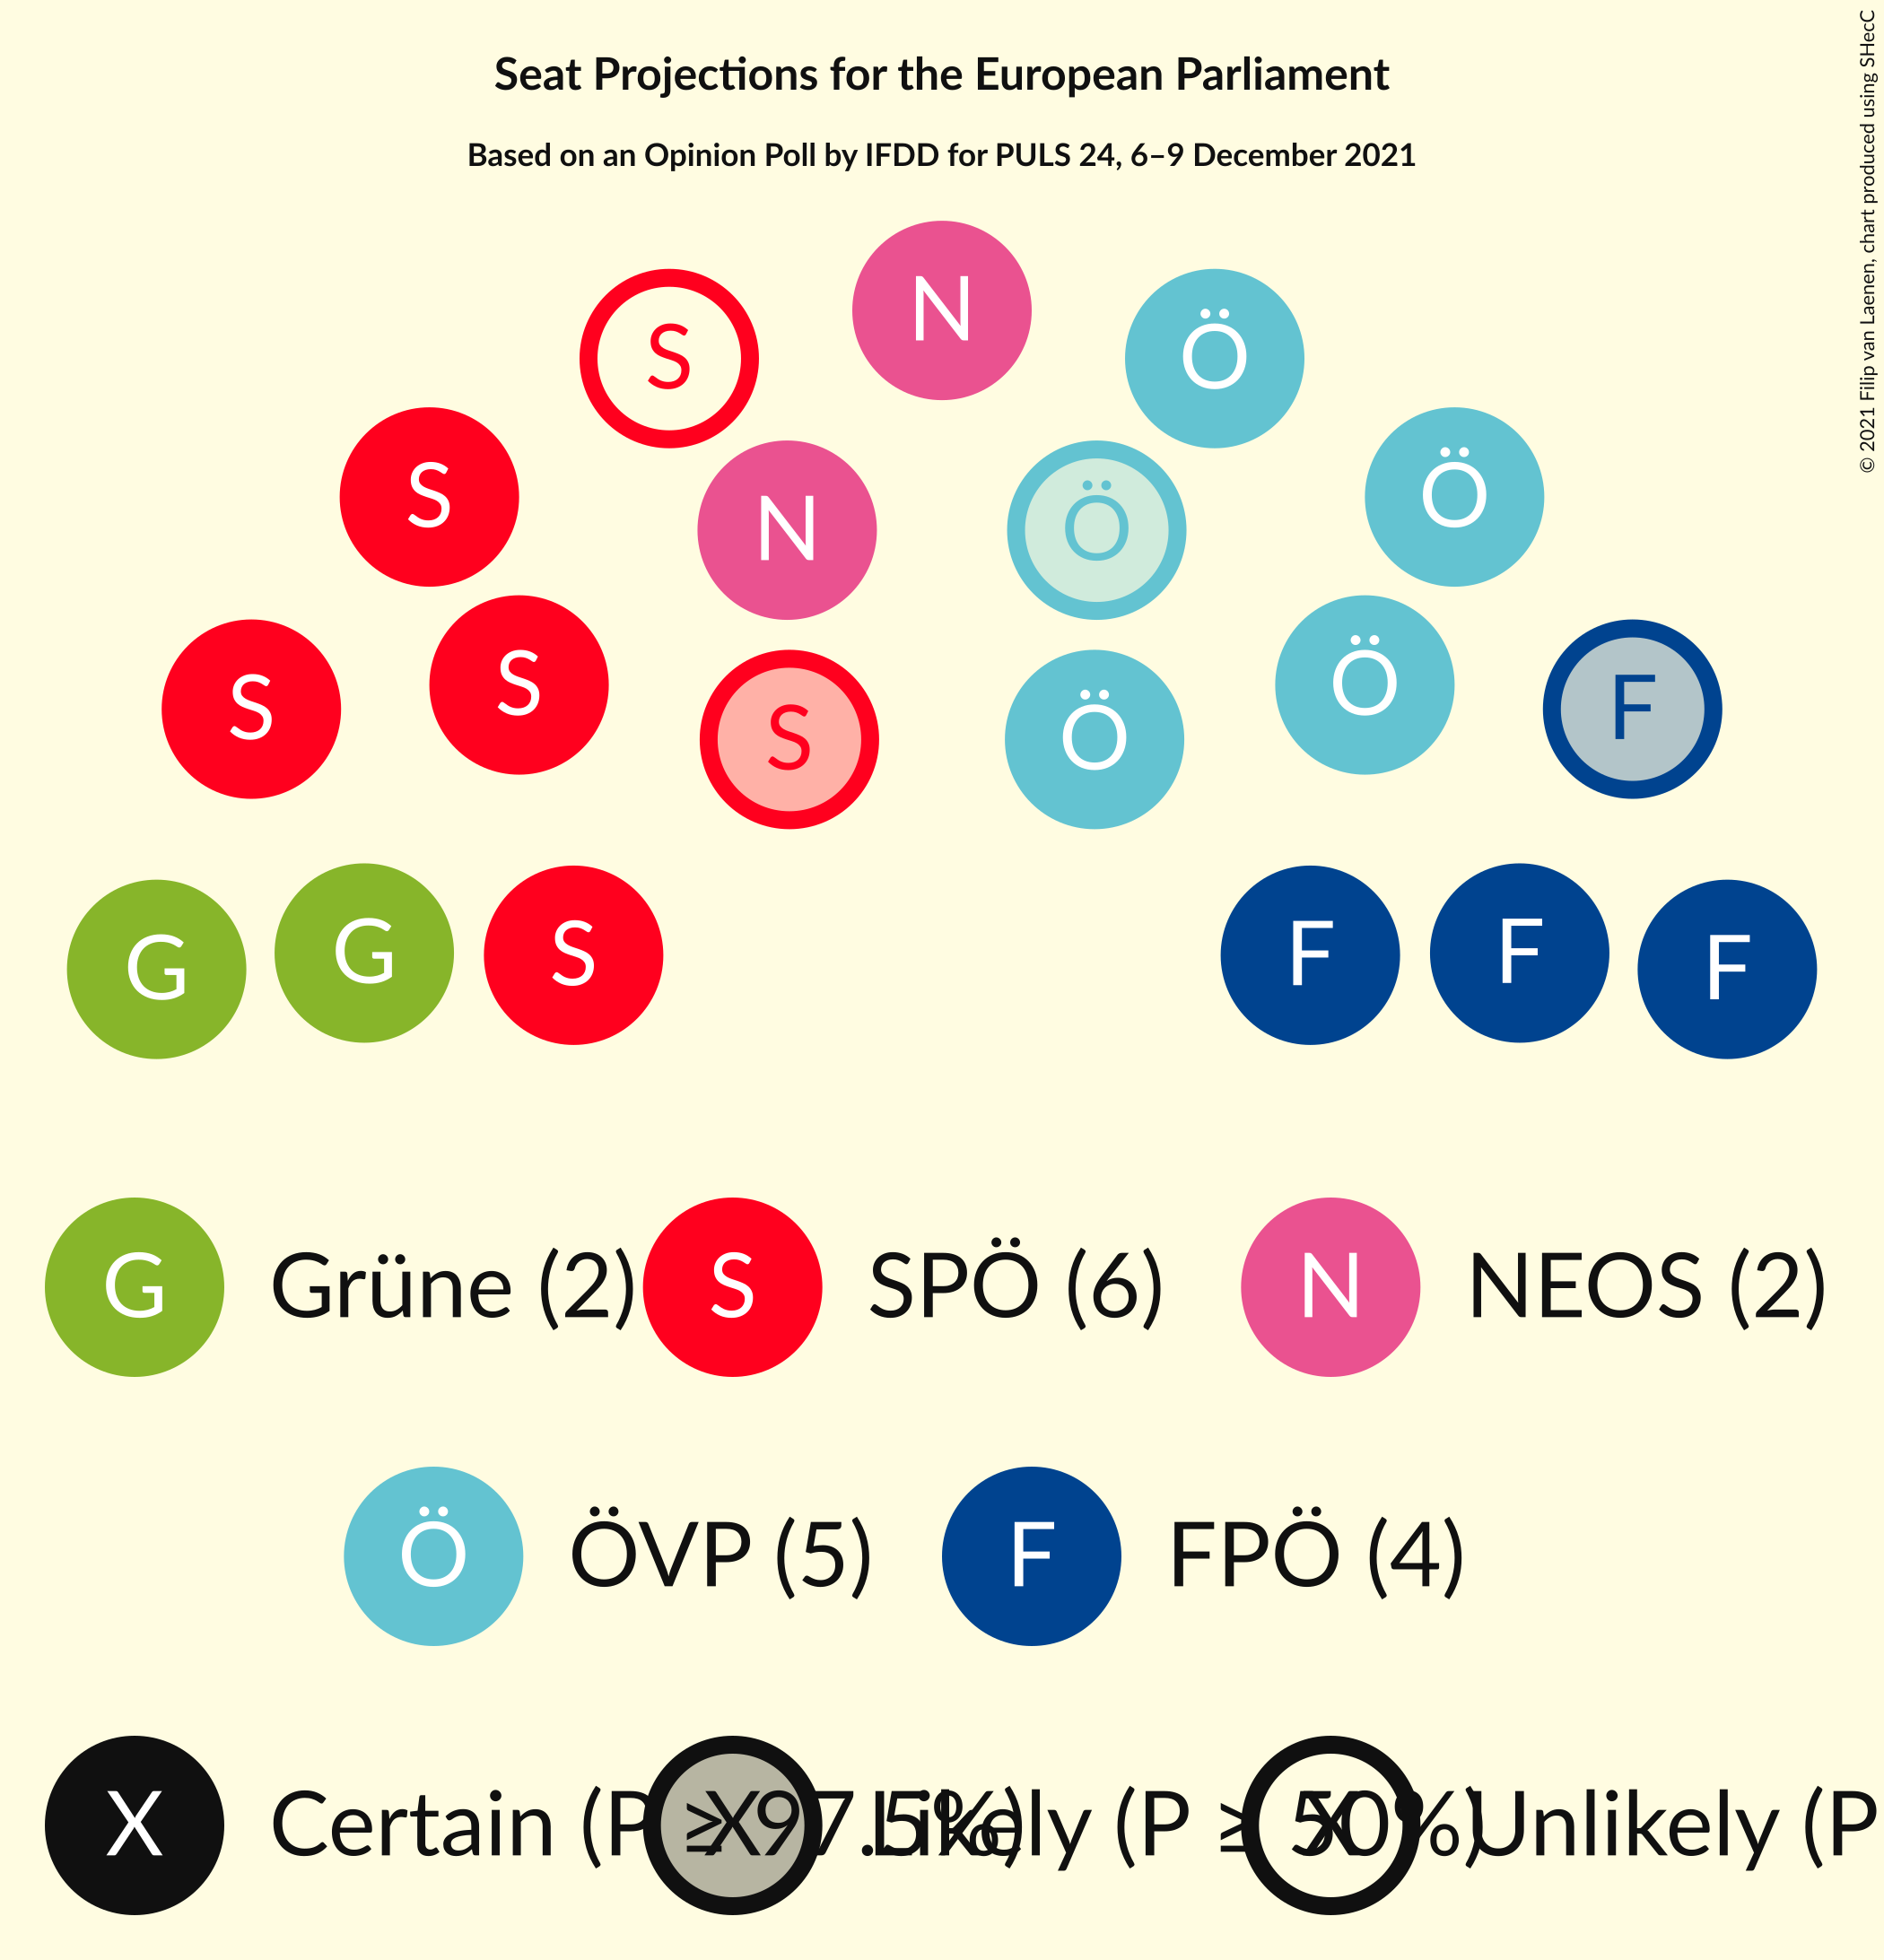 Seat Projections for the European Parliament
Based on an Opinion Poll by IFDD for PULS 24, 6–9 December 2021
© 2021 Filip van Laenen, chart produced using SHecC
N
S Ö
S Ö
N Ö
S Ö
S F
S Ö
G G S F F F
G Grüne (2) S SPÖ (6) N NEOS (2)
Ö ÖVP (5) F FPÖ (4)
X Certain (P ≥ 97.5%) X Likely (P ≥ 50%) X Unlikely (P